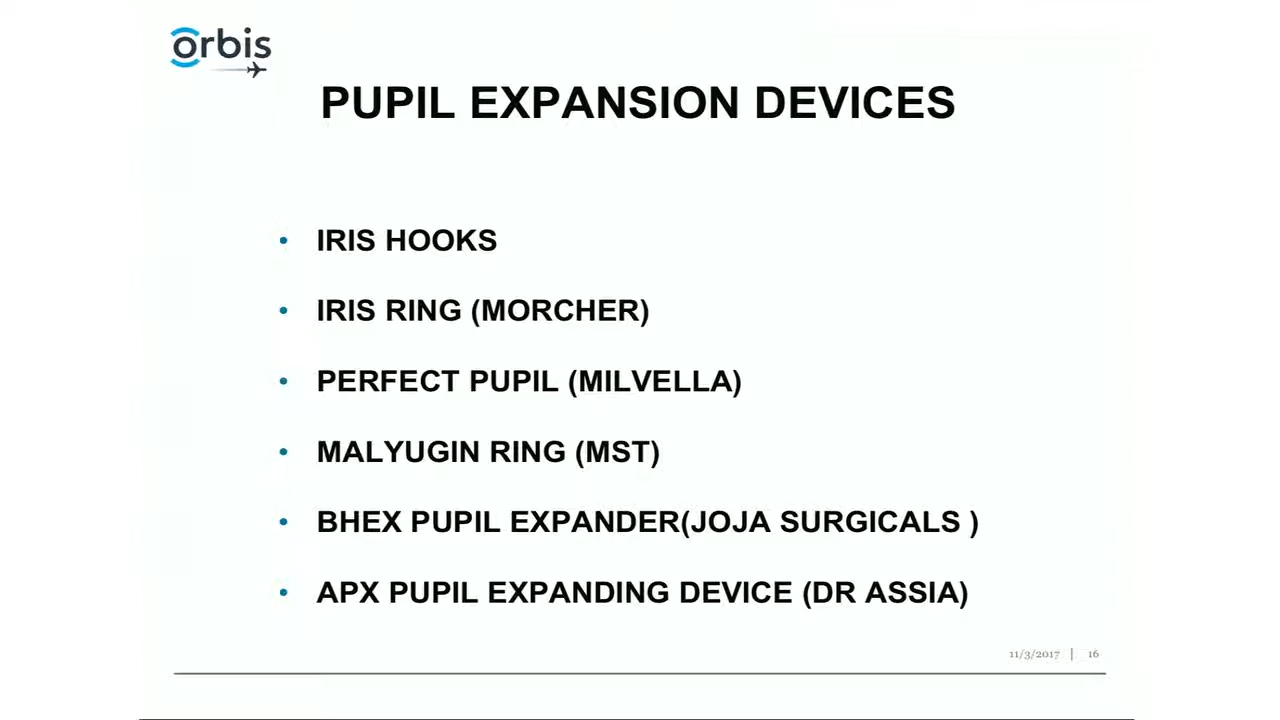 orbis
PUPIL EXPANSION DEVICES
• IRIS HOOKS
• IRIS RING (MORCHER)
• PERFECT PUPIL (MILVELLA)
• MALYUGIN RING (MST)
• BHEX PUPIL EXPANDER(JOJA SURGICALS )
• APX PUPIL EXPANDING DEVICE (DR ASSIA)
11/3/2017 | 16